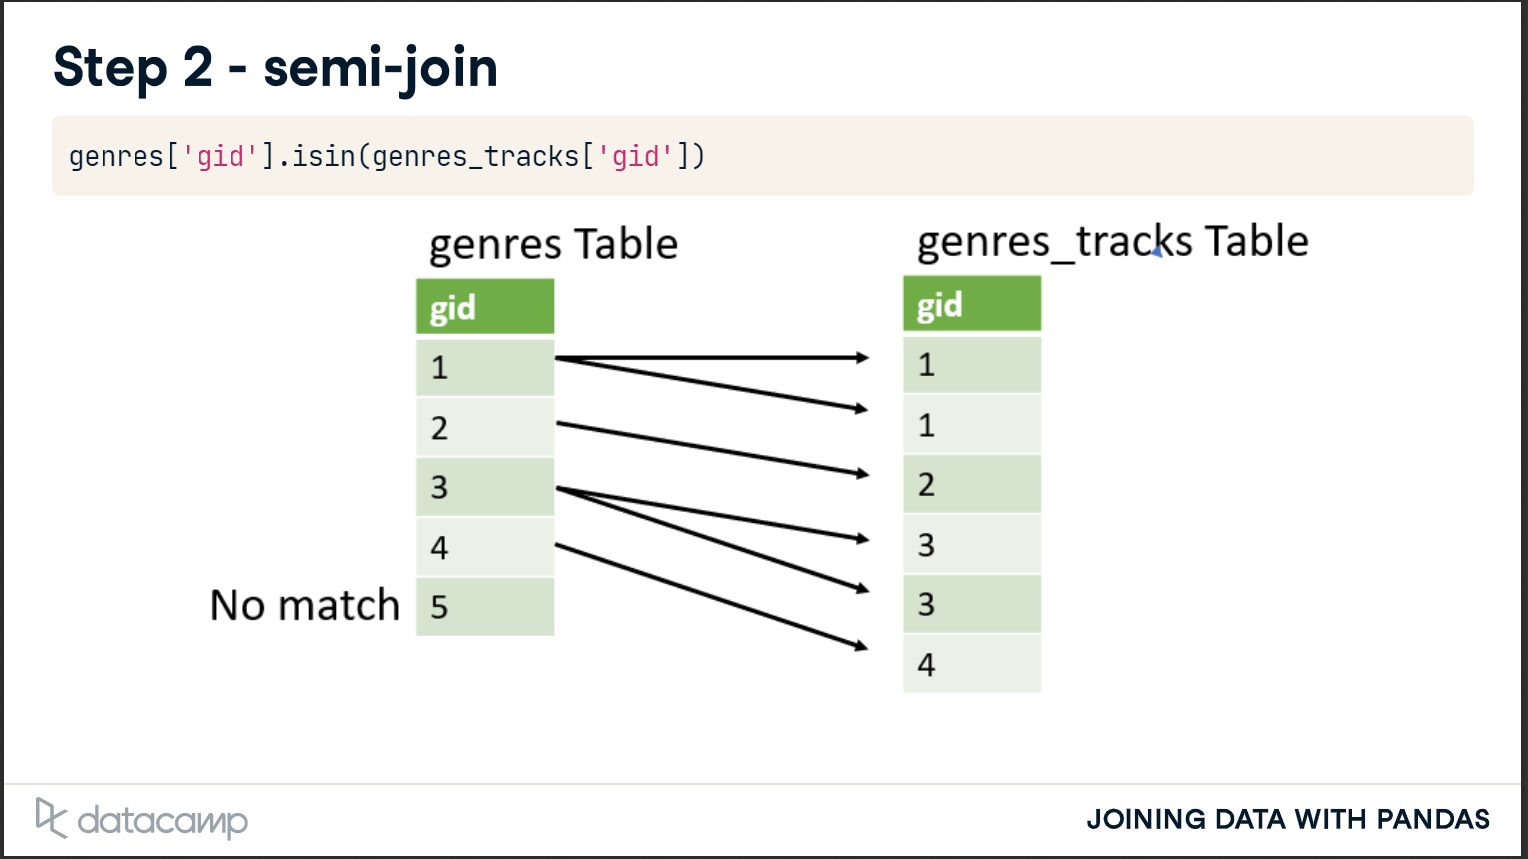 Step 2 - semi-join
genres['gid'].isin(genres_tracks['gid'])
genres Table
gid
1
2
3
4
No match 5
genres_tracks Table
gid
1
1
2
3
3
4
datacamp
JOINING DATA WITH PANDAS